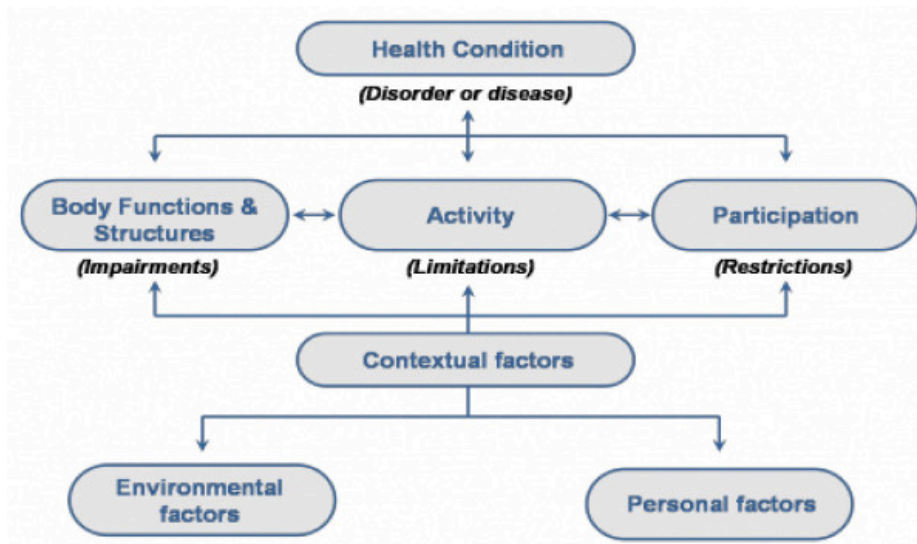 Health Condition
(Disorder or disease)
Body Functions &
Structures
Activity
Participation
(Impairments)
(Limitations)
(Restrictions)
Contextual factors
Environmental
factors
Personal factors